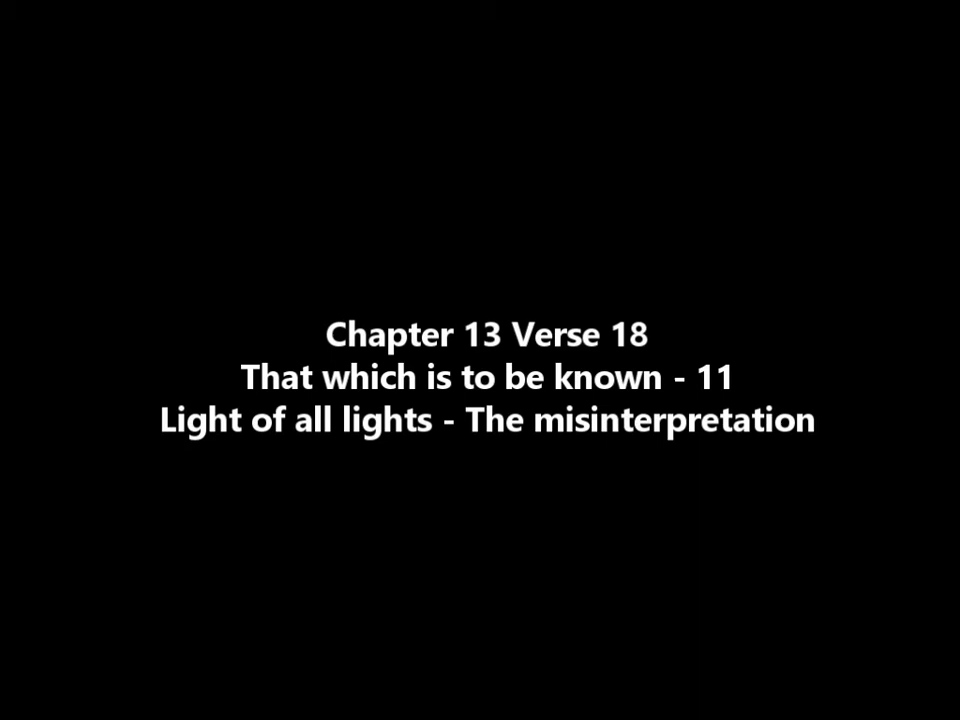 Chapter 13 Verse 18
That which is to be known - 11
Light of all lights - The misinterpretation